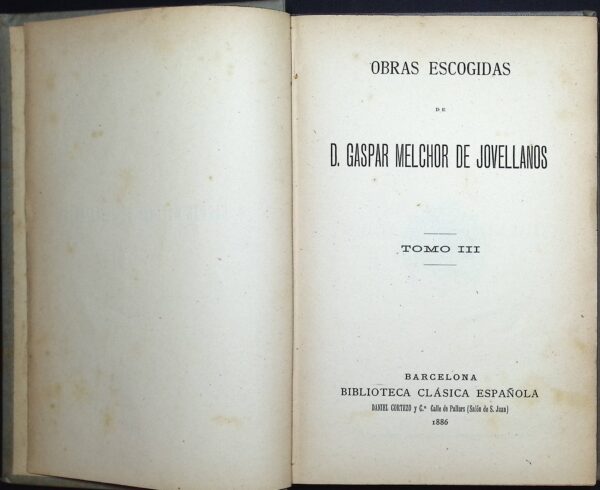 OBRAS ESCOGIDAS
DE
D. GASPAR MELCHOR DE JOVELLANOS
TOMO III
BARCELONA
BIBLIOTECA CLÁSICA ESPAÑOLA
DANIEL CORTEZO y C.ª Calle de Pallars (Salón de S. Juan)
1886